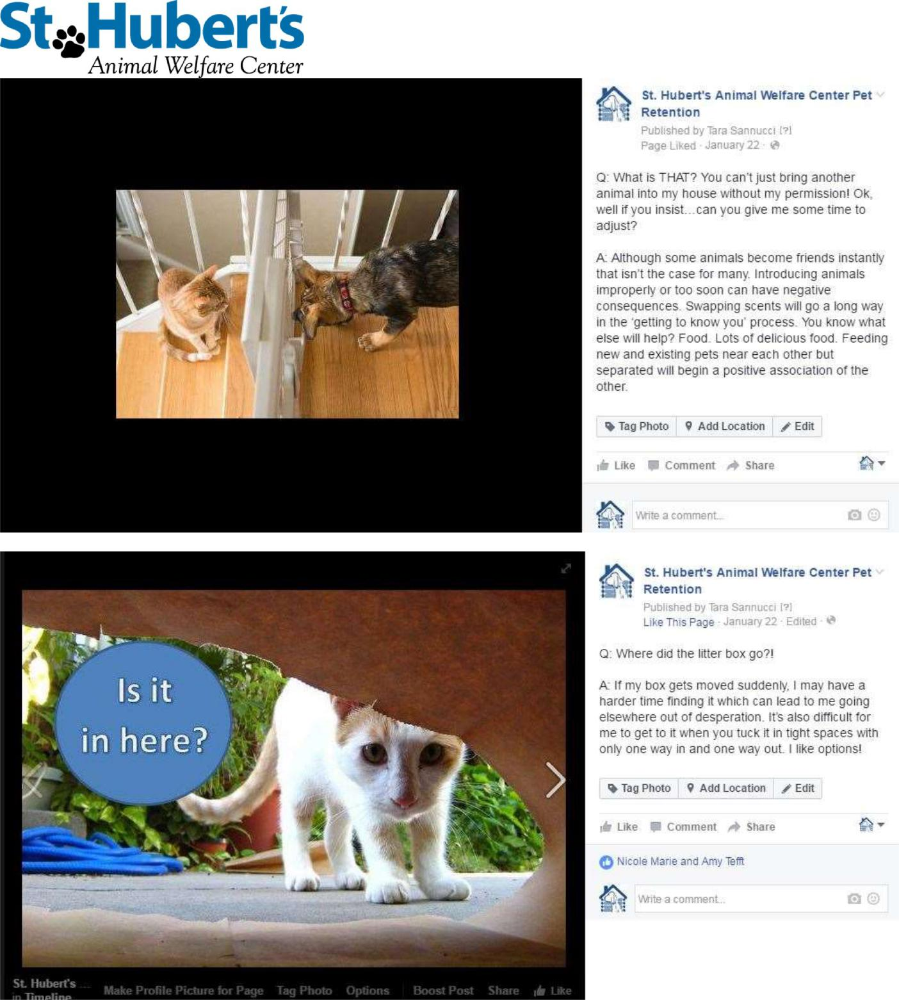 St. Hubert's
Animal Welfare Center
St. Hubert's Animal Welfare Center Pet
Retention
Published by Tara Sannucci [?]
Page Liked · January 22 ·
Q: What is THAT? You can't just bring another
animal into my house without my permission! Ok,
well if you insist…can you give me some time to
adjust?
A: Although some animals become friends instantly
that isn't the case for many. Introducing animals
improperly or too soon can have negative
consequences. Swapping scents will go a long way
in the 'getting to know you' process. You know what
else will help? Food. Lots of delicious food. Feeding
new and existing pets near each other but
separated will begin a positive association of the
other.
Tag Photo Add Location Edit
Like Comment Share
Write a comment...
Is it
in here?
St. Hubert's ...
in Timeline
Make Profile Picture for Page Tag Photo Options Boost Post Share Like
St. Hubert's Animal Welfare Center Pet
Retention
Published by Tara Sannucci [?]
Like This Page · January 22 · Edited ·
Q: Where did the litter box go?!
A: If my box gets moved suddenly, I may have a
harder time finding it which can lead to me going
elsewhere out of desperation. It's also difficult for
me to get to it when you tuck it in tight spaces with
only one way in and one way out. I like options!
Tag Photo Add Location Edit
Like Comment Share
Nicole Marie and Amy Tefft
Write a comment...